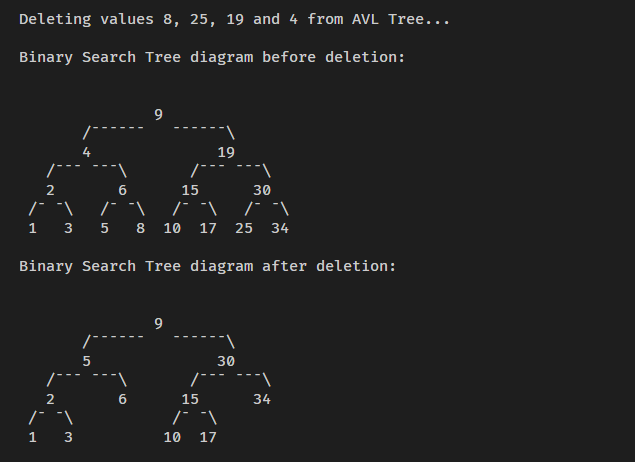 Deleting values 8, 25, 19 and 4 from AVL Tree...
Binary Search Tree diagram before deletion:
9
/¯¯¯¯¯¯   ¯¯¯¯¯¯\
4              19
/¯¯¯ ¯¯¯\       /¯¯¯ ¯¯¯\
2       6      15      30
/¯ ¯\   /¯ ¯\   /¯ ¯\   /¯ ¯\
1   3   5   8  10  17  25  34
Binary Search Tree diagram after deletion:
9
/¯¯¯¯¯¯   ¯¯¯¯¯¯\
5              30
/¯¯¯ ¯¯¯\       /¯¯¯ ¯¯¯\
2       6      15      34
/¯ ¯\           /¯ ¯\
1   3          10  17